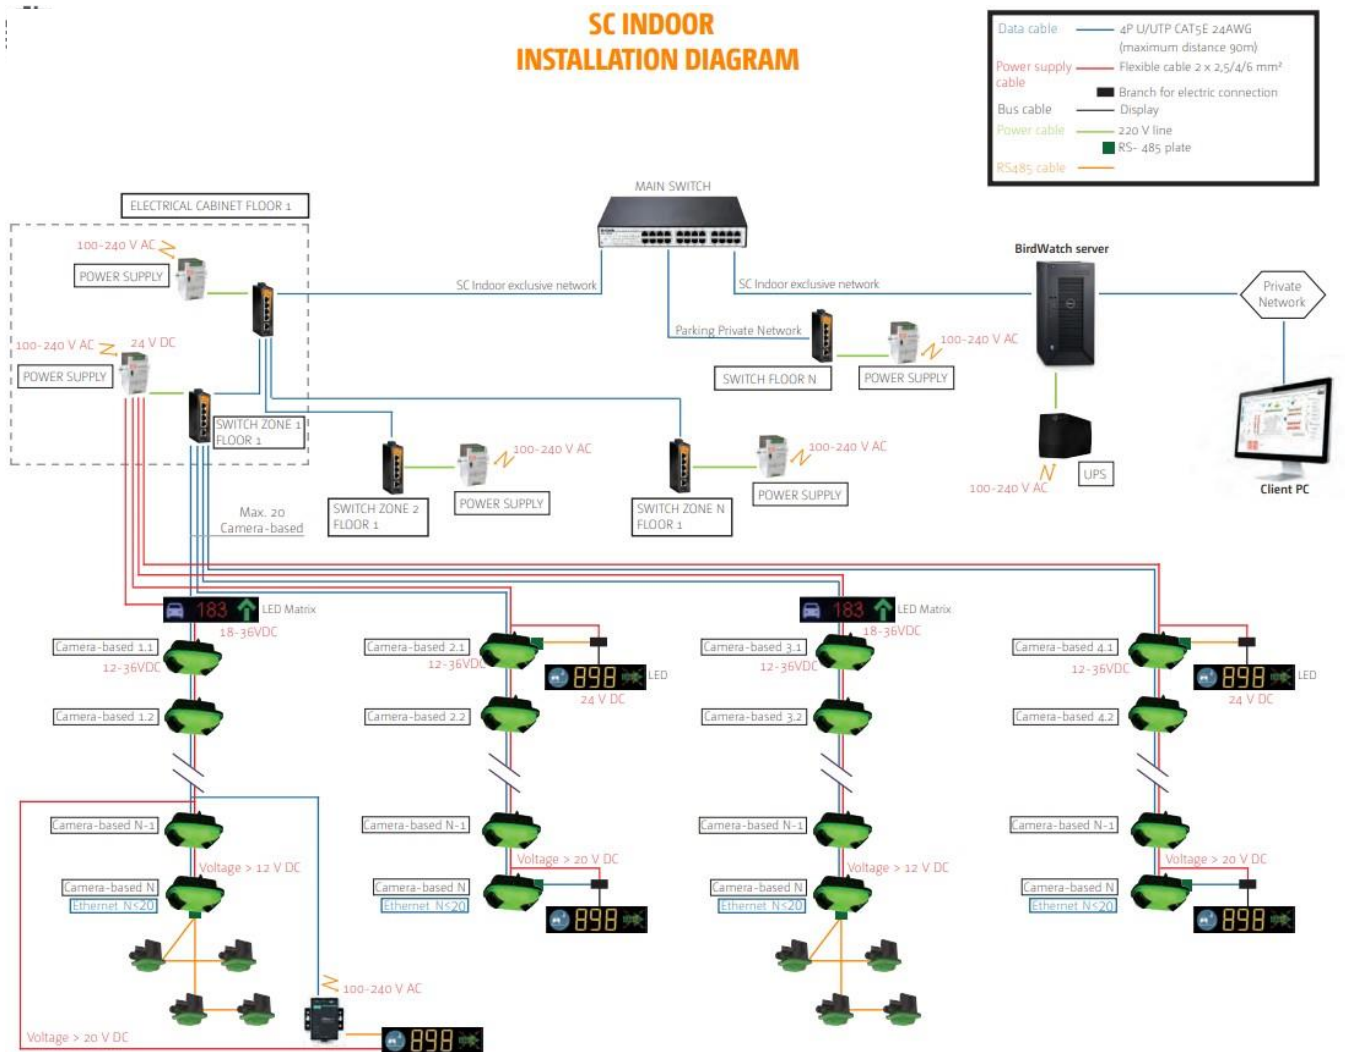 SC INDOOR
INSTALLATION DIAGRAM
Data cable 4P U/UTP CAT5E 24AWG
(maximum distance 90m)
Power supply cable Flexible cable 2 x 2,5/4/6 mm²
Branch for electric connection
Bus cable Display
Power cable 220 V line
RS- 485 plate
RS485 cable
MAIN SWITCH
ELECTRICAL CABINET FLOOR 1
100-240 V AC
POWER SUPPLY
BirdWatch server
SC Indoor exclusive network
SC Indoor exclusive network
Private
Network
Parking Private Network
100-240 V AC
24 V DC
100-240 V AC
POWER SUPPLY
SWITCH FLOOR N
POWER SUPPLY
SWITCH ZONE 1
FLOOR 1
100-240 V AC
100-240 V AC
POWER SUPPLY
POWER SUPPLY
SWITCH ZONE 2
FLOOR 1
SWITCH ZONE N
FLOOR 1
UPS
100-240 V AC
Client PC
Max. 20
Camera-based
183
LED Matrix
18-36VDC
183
LED Matrix
18-36VDC
Camera-based 1.1
12-36VDC
Camera-based 2.1
12-36VDC
898
LED
24 V DC
Camera-based 3.1
12-36VDC
Camera-based 4.1
12-36VDC
898
LED
24 V DC
Camera-based 1.2
Camera-based 2.2
Camera-based 3.2
Camera-based 4.2
Camera-based N-1
Camera-based N-1
Camera-based N-1
Camera-based N-1
Voltage > 12 V DC
Voltage > 20 V DC
Voltage > 12 V DC
Voltage > 20 V DC
Camera-based N
Ethernet N≤20
Camera-based N
Ethernet N≤20
898
Camera-based N
Ethernet N≤20
Camera-based N
Ethernet N≤20
898
100-240 V AC
Voltage > 20 V DC
898